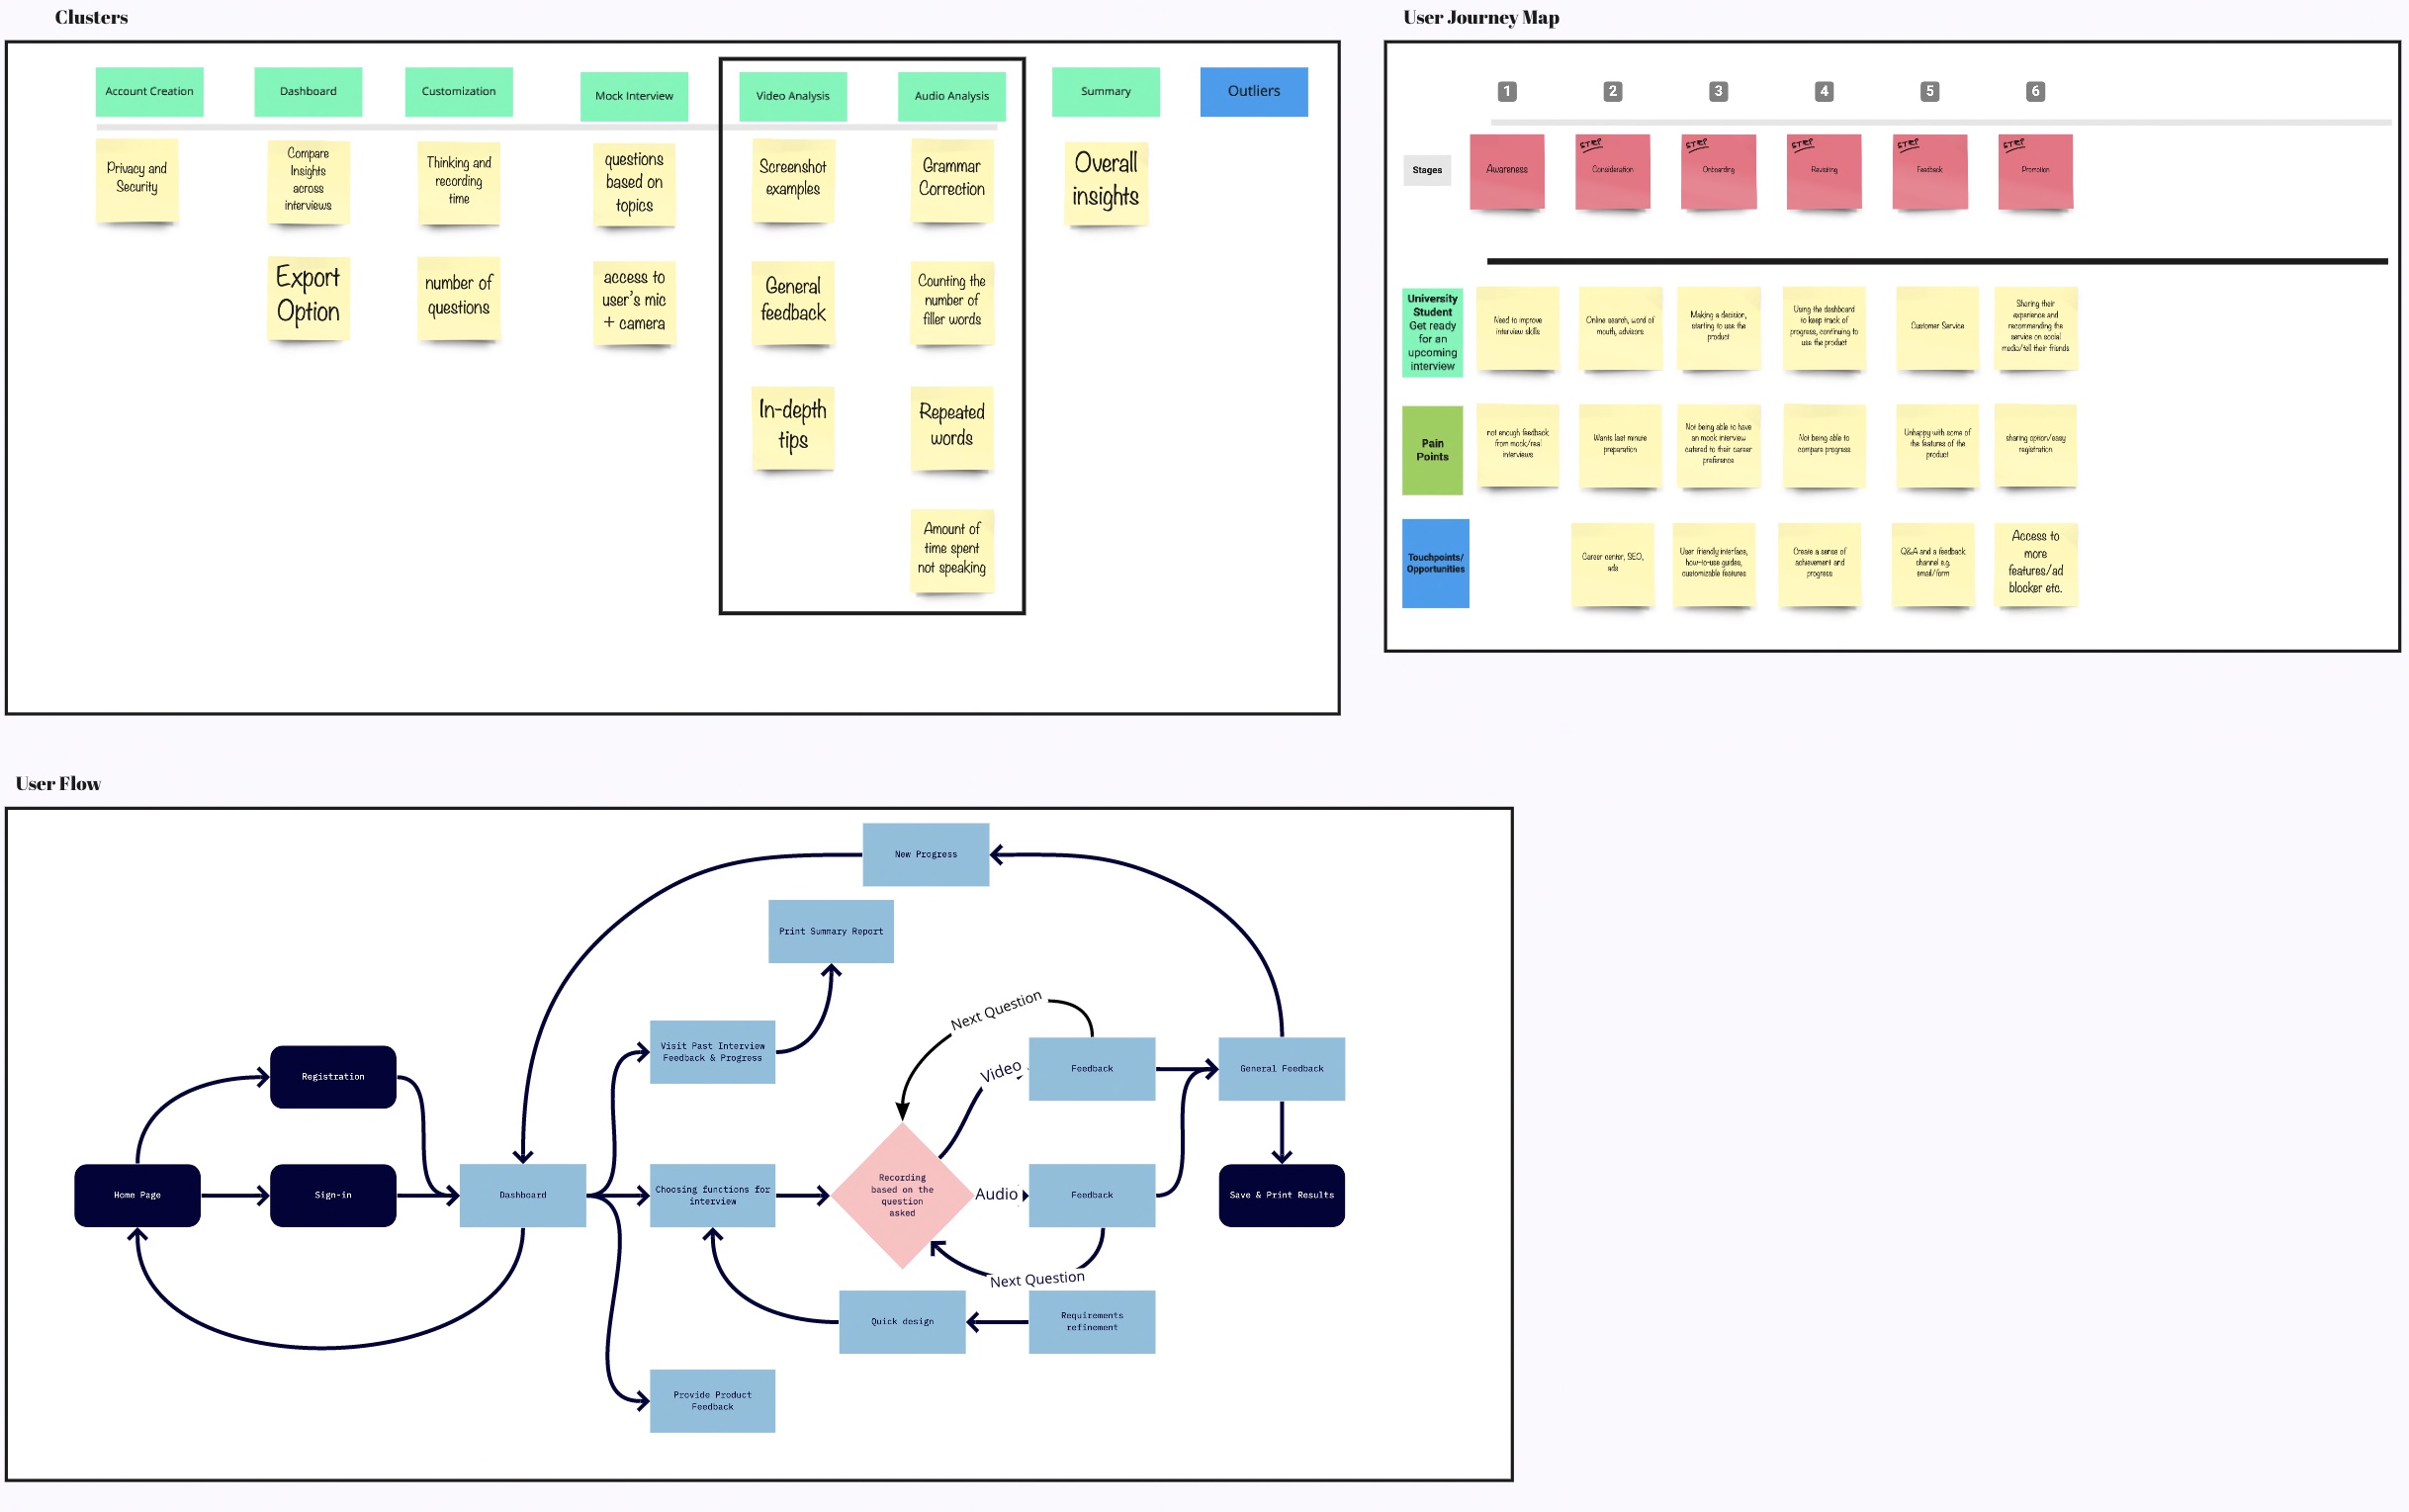 Clusters
Account Creation
Dashboard
Customization
Mock Interview
Video Analysis
Audio Analysis
Summary
Outliers
Privacy and
Security
Compare
Insights
across
interviews
Thinking and
recording
time
questions
based on
topics
Screenshot
examples
Grammar
Correction
Overall
insights
Export
Option
number of
questions
access to
user's mic
+ camera
General
feedback
Counting the
number of
filler words
In-depth
tips
Repeated
words
Amount of
time spent
not speaking
User Journey Map
1
2
3
4
5
6
Stages
Awareness
STEP
Consideration
STEP
Onboarding
STEP
Revisiting
STEP
Feedback
STEP
Promotion
University
Student
Get ready
for an
upcoming
interview
Need to improve
interview skills
Online search, word of
mouth, advisors
Making a decision,
starting to use the
product
Using the dashboard
to keep track of
progress, continuing to
use the product
Customer Service
Sharing their
experience and
recommending the
service on social
media/tell their friends
Pain
Points
not enough feedback
from mock/real
interviews
Wants last minute
preparation
Not being able to have
an mock interview
catered to their career
preference
Not being able to
compare progress
Unhappy with some of
the features of the
product
sharing option/easy
registration
Touchpoints/
Opportunities
Career center, SEO,
ads
User friendly interface,
how-to-use guides,
customizable features
Create a sense of
achievement and
progress
Q&A and a feedback
channel e.g.
email/form
Access to
more
features/ad
blocker etc.
User Flow
New Progress
Print Summary Report
Next Question
Visit Past Interview
Feedback & Progress
Video
Feedback
General Feedback
Registration
Home Page
Sign-in
Dashboard
Choosing functions for
interview
Recording
based on the
question
asked
Audio
Feedback
Save & Print Results
Next Question
Quick design
Requirements
refinement
Provide Product
Feedback